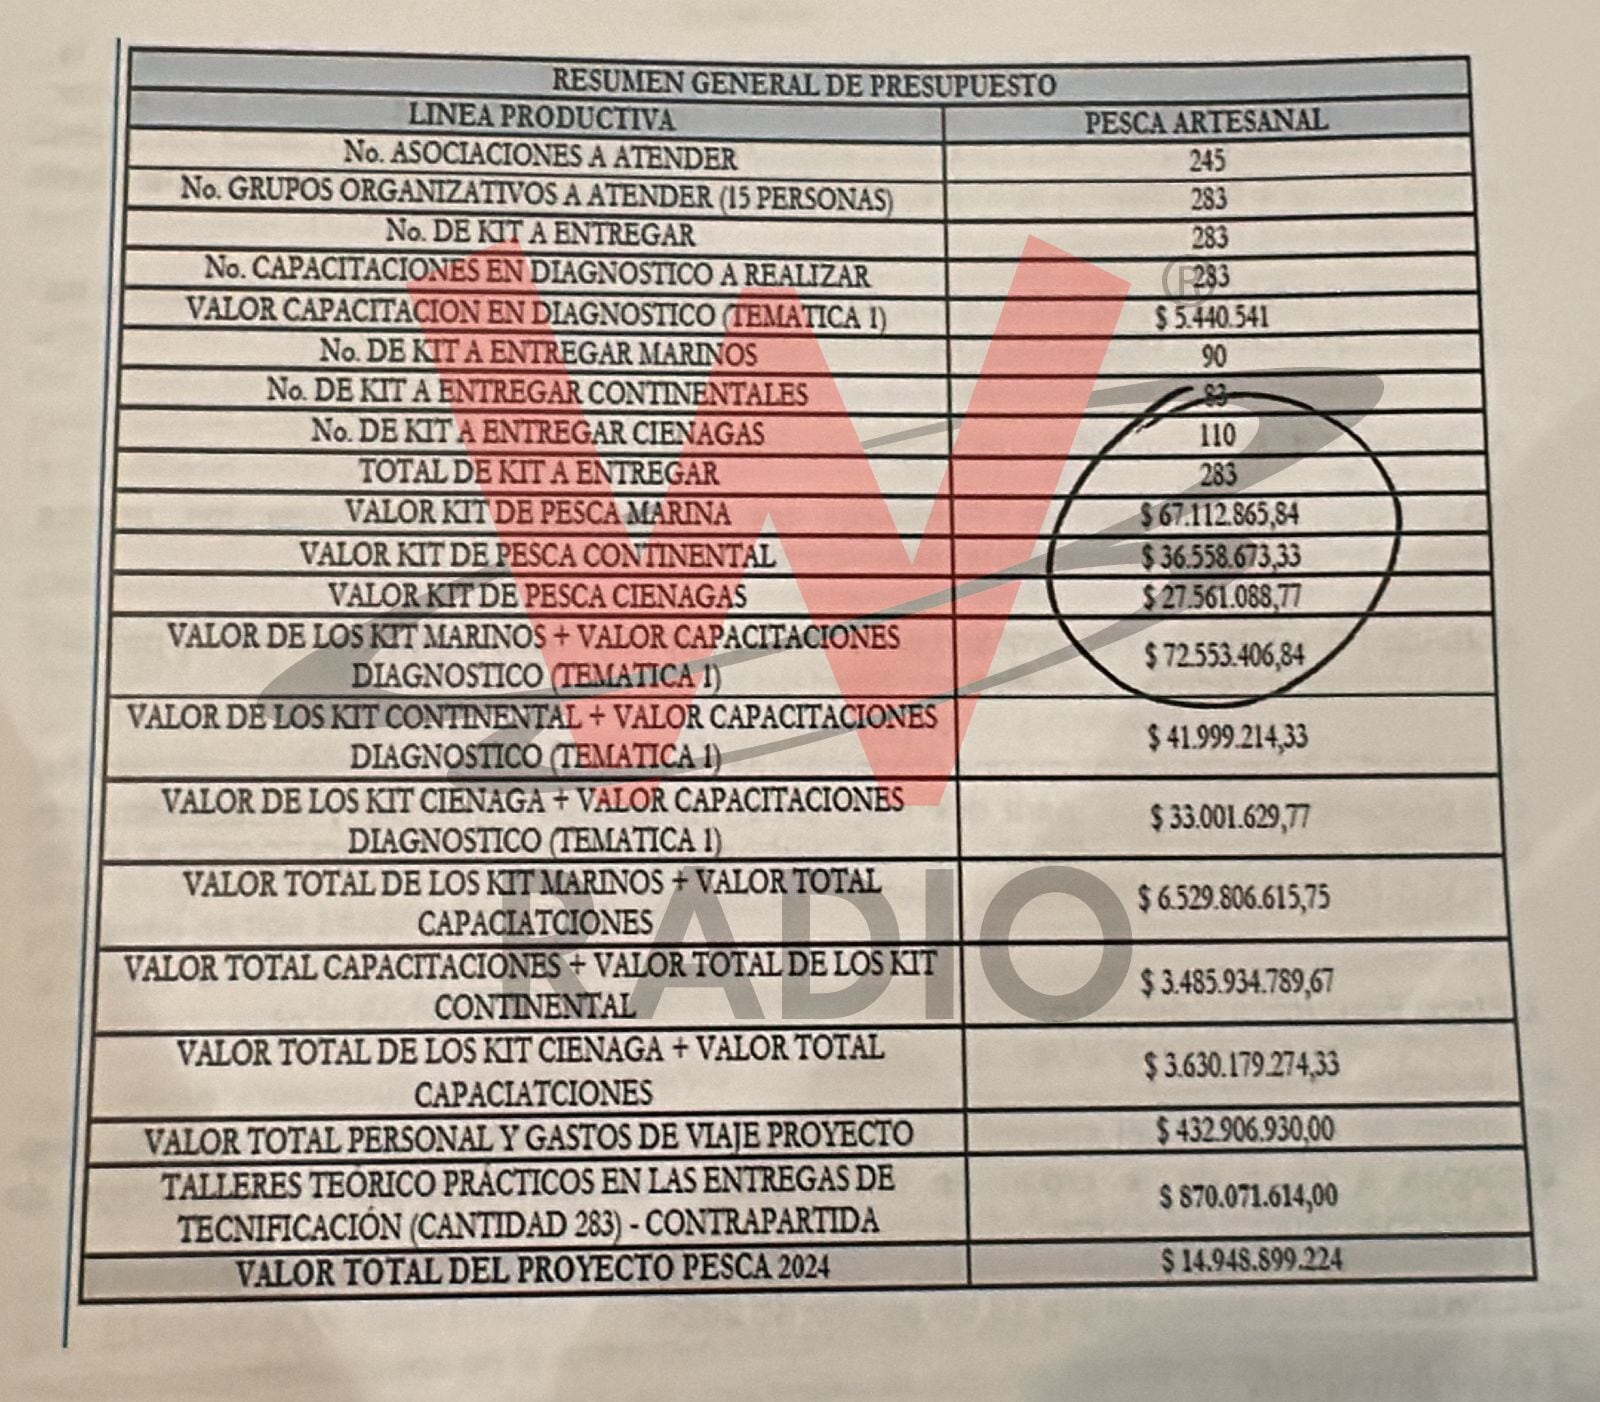 RESUMEN GENERAL DE PRESUPUESTO
LINEA PRODUCTIVA PESCA ARTESANAL
No. ASOCIACIONES A ATENDER 245
No. GRUPOS ORGANIZATIVOS A ATENDER (15 PERSONAS) 283
No. DE KIT A ENTREGAR 283
No. CAPACITACIONES EN DIAGNOSTICO A REALIZAR 283
VALOR CAPACITACION EN DIAGNOSTICO (TEMATICA 1) $ 5.440.541
No. DE KIT A ENTREGAR MARINOS 90
No. DE KIT A ENTREGAR CONTINENTALES 83
No. DE KIT A ENTREGAR CIENAGAS 110
TOTAL DE KIT A ENTREGAR 283
VALOR KIT DE PESCA MARINA $ 67.112.865,84
VALOR KIT DE PESCA CONTINENTAL $ 36.558.673,33
VALOR KIT DE PESCA CIENAGAS $ 27.561.088,77
VALOR DE LOS KIT MARINOS + VALOR CAPACITACIONES
DIAGNOSTICO (TEMATICA 1) $ 72.553.406,84
VALOR DE LOS KIT CONTINENTAL + VALOR CAPACITACIONES
DIAGNOSTICO (TEMATICA 1) $ 41.999.214,33
VALOR DE LOS KIT CIENAGA + VALOR CAPACITACIONES
DIAGNOSTICO (TEMATICA 1) $ 33.001.629,77
VALOR TOTAL DE LOS KIT MARINOS + VALOR TOTAL
CAPACIATCIONES $ 6.529.806.615,75
VALOR TOTAL CAPACITACIONES + VALOR TOTAL DE LOS KIT
CONTINENTAL $ 3.485.934.789,67
VALOR TOTAL DE LOS KIT CIENAGA + VALOR TOTAL
CAPACIATCIONES $ 3.630.179.274,33
VALOR TOTAL PERSONAL Y GASTOS DE VIAJE PROYECTO $ 432.906.930,00
TALLERES TEÓRICO PRÁCTICOS EN LAS ENTREGAS DE
TECNIFICACIÓN (CANTIDAD 283) - CONTRAPARTIDA $ 870.071.614,00
VALOR TOTAL DEL PROYECTO PESCA 2024 $ 14.948.899.224
W
®
RADIO